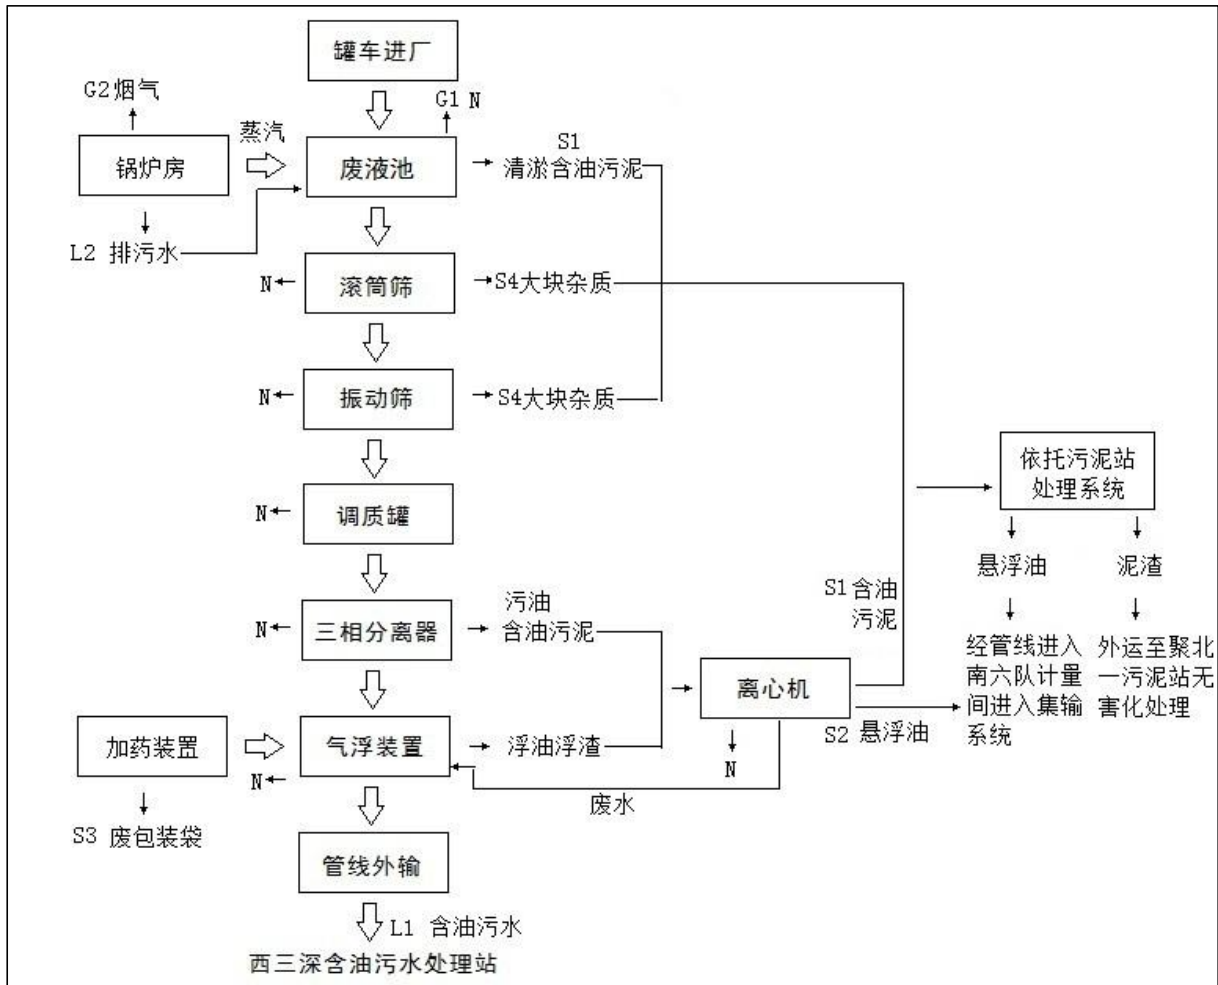 罐车进厂
G2烟气
G1 N
蒸汽
锅炉房
废液池
S1
清淤含油污泥
L2 排污水
N
滚筒筛
S4大块杂质
N
振动筛
S4大块杂质
依托污泥站
处理系统
N
调质罐
悬浮油
泥渣
S1含油
污泥
N
三相分离器
污油
含油污泥
离心机
经管线进入
南六队计量
间进入集输
系统
外运至聚北
一污泥站无
害化处理
S2 悬浮油
加药装置
气浮装置
浮油浮渣
N
N
废水
S3 废包装袋
管线外输
L1 含油污水
西三深含油污水处理站